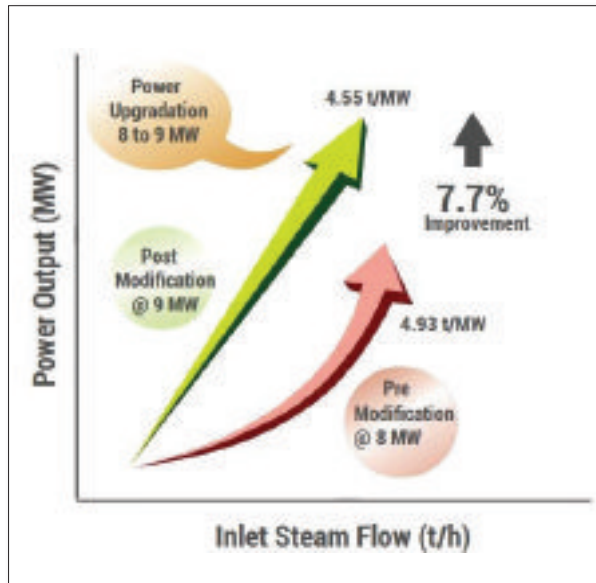 Power
Upgradation
8 to 9 MW
4.55 t/MW
7.7%
Improvement
Post
Modification
@ 9 MW
4.93 t/MW
Pre
Modification
@ 8 MW
Power Output (MW)
Inlet Steam Flow (t/h)